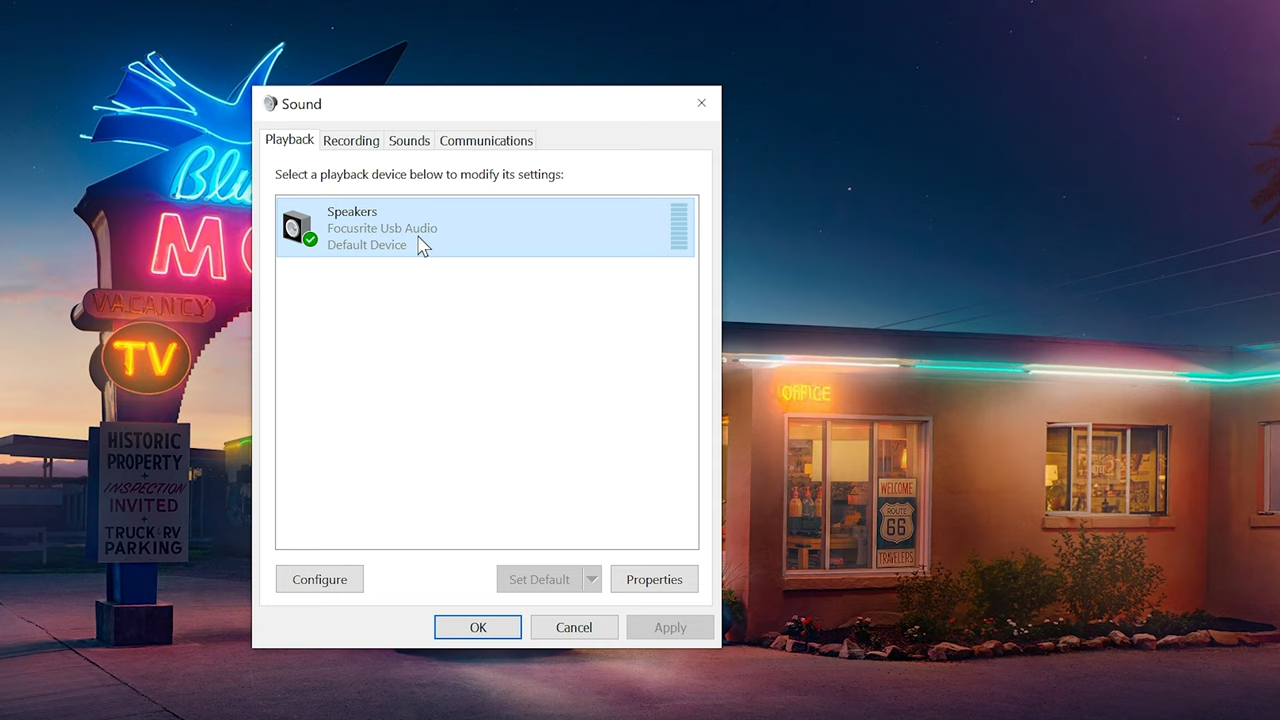 Sound
Playback
Recording
Sounds
Communications
Select a playback device below to modify its settings:
Speakers
Focusrite Usb Audio
Default Device
Configure
Set Default
Properties
OK
Cancel
Apply
VACANCY
TV
HISTORIC
PROPERTY
+
INSPECTION
INVITED
+
TRUCK RV
PARKING
OFFICE
WELCOME
ROUTE
66
TRAVELERS